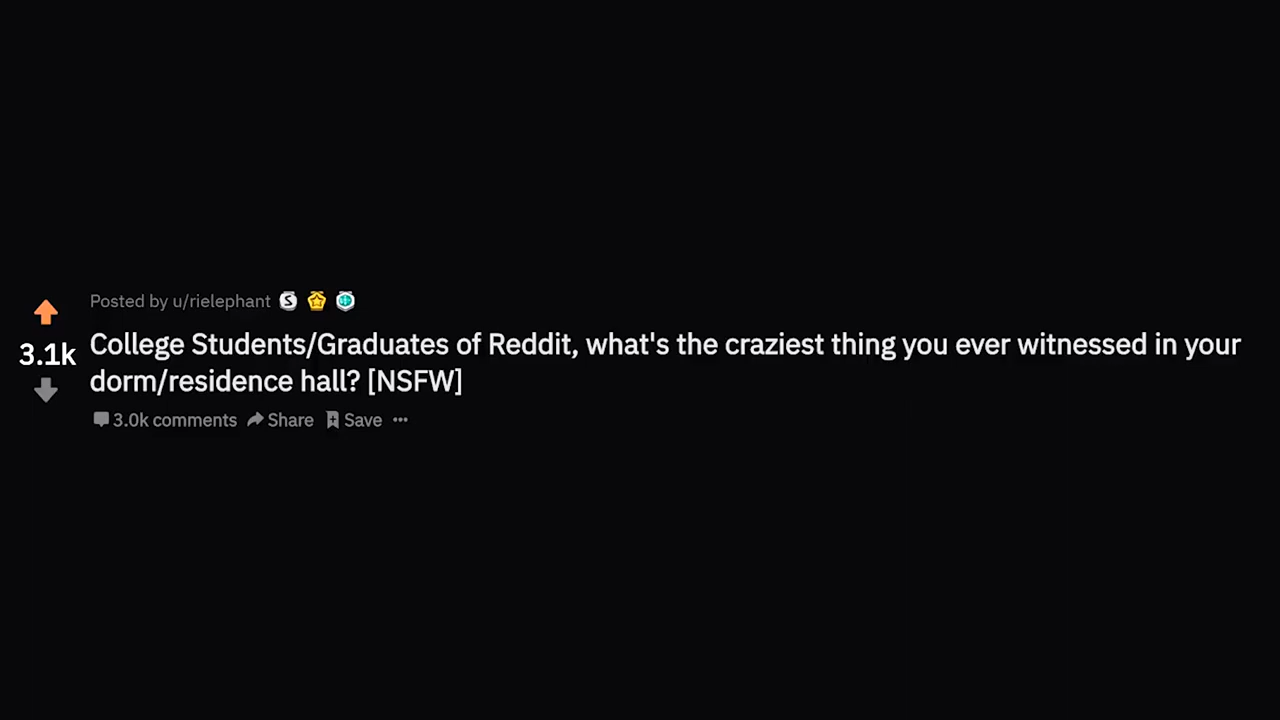 Posted by u/rielephant
3.1k
College Students/Graduates of Reddit, what's the craziest thing you ever witnessed in your
dorm/residence hall? [NSFW]
3.0k comments Share Save ···